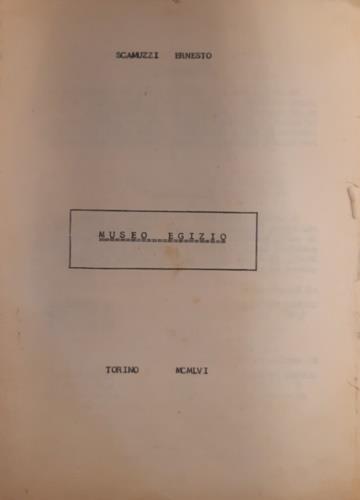 SCAMUZZI ERNESTO
MUSEO EGIZIO
TORINO MCMLVI